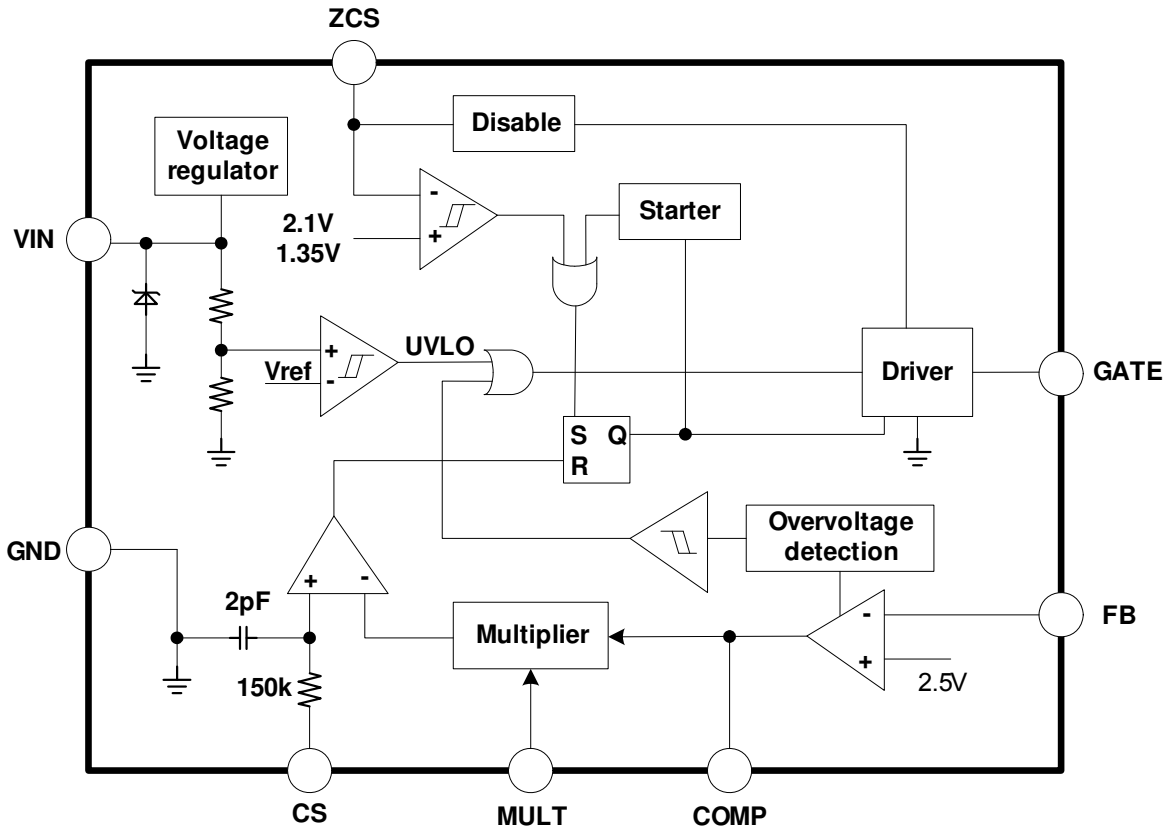 ZCS
Disable
Voltage
regulator
-
+
2.1V
1.35V
Starter
VIN
+
-
Vref
UVLO
Driver
GATE
S Q
R
GND
Overvoltage
detection
+ -
2pF
150k
Multiplier
-
+
2.5V
FB
CS
MULT
COMP